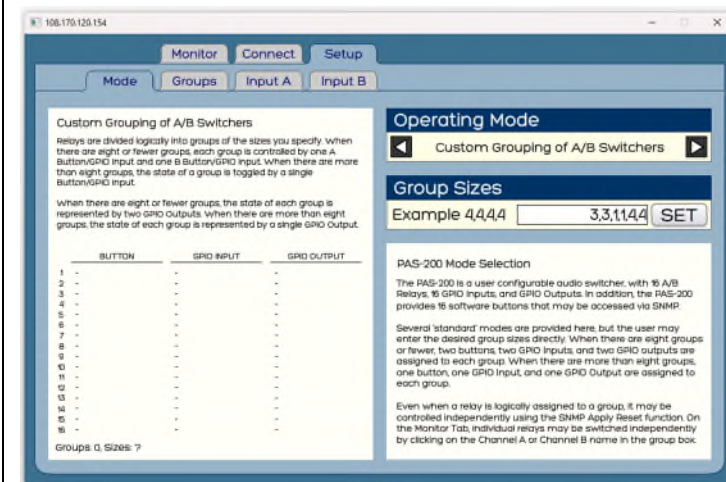 108.170.120.154
Monitor Connect Setup
Mode Groups Input A Input B
Custom Grouping of A/B Switchers
Relays are divided logically into groups of the sizes you specify. When
there are eight or fewer groups, each group is controlled by one A
Button/GPIO Input and one B Button/GPIO Input. When there are more
than eight groups, the state of a group is toggled by a single
Button/GPIO Input.
When there are eight or fewer groups, the state of each group is
represented by two GPIO Outputs. When there are more than eight
groups, the state of each group is represented by a single GPIO Output.
BUTTON GPIO INPUT GPIO OUTPUT
1 - - -
2 - - -
3 - - -
4 - - -
5 - - -
6 - - -
7 - - -
8 - - -
9 - - -
10 - - -
11 - - -
12 - - -
13 - - -
14 - - -
15 - - -
16 - - -
Groups: 0, Sizes: ?
Operating Mode
Custom Grouping of A/B Switchers
Group Sizes
Example 4,4,4,4 3,3,1,1,4,4 SET
PAS-200 Mode Selection
The PAS-200 is a user configurable audio switcher, with 16 A/B
Relays, 16 GPIO Inputs, and GPIO Outputs. In addition, the PAS-200
provides 16 software buttons that may be accessed via SNMP.
Several 'standard' modes are provided here, but the user may
enter the desired group sizes directly. When there are eight groups
or fewer, two buttons, two GPIO Inputs, and two GPIO outputs are
assigned to each group. When there are more than eight groups,
one button, one GPIO Input, and one GPIO Output are assigned to
each group.
Even when a relay is logically assigned to a group, it may be
controlled independently using the SNMP Apply Reset function. On
the Monitor Tab, individual relays may be switched independently
by clicking on the Channel A or Channel B name in the group box.